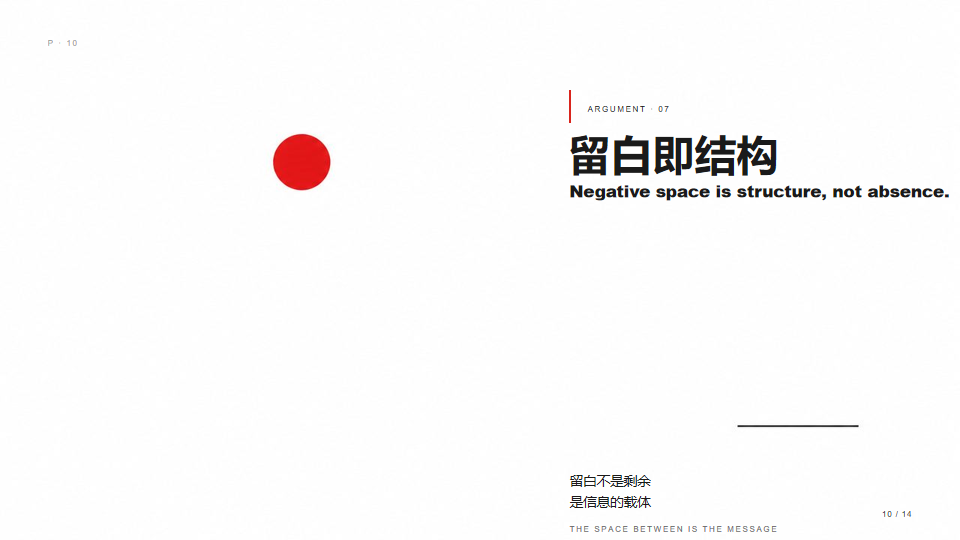 P · 10
ARGUMENT · 07
留白即结构
Negative space is structure, not absence.
留白不是剩余
是信息的载体
10 / 14
THE SPACE BETWEEN IS THE MESSAGE